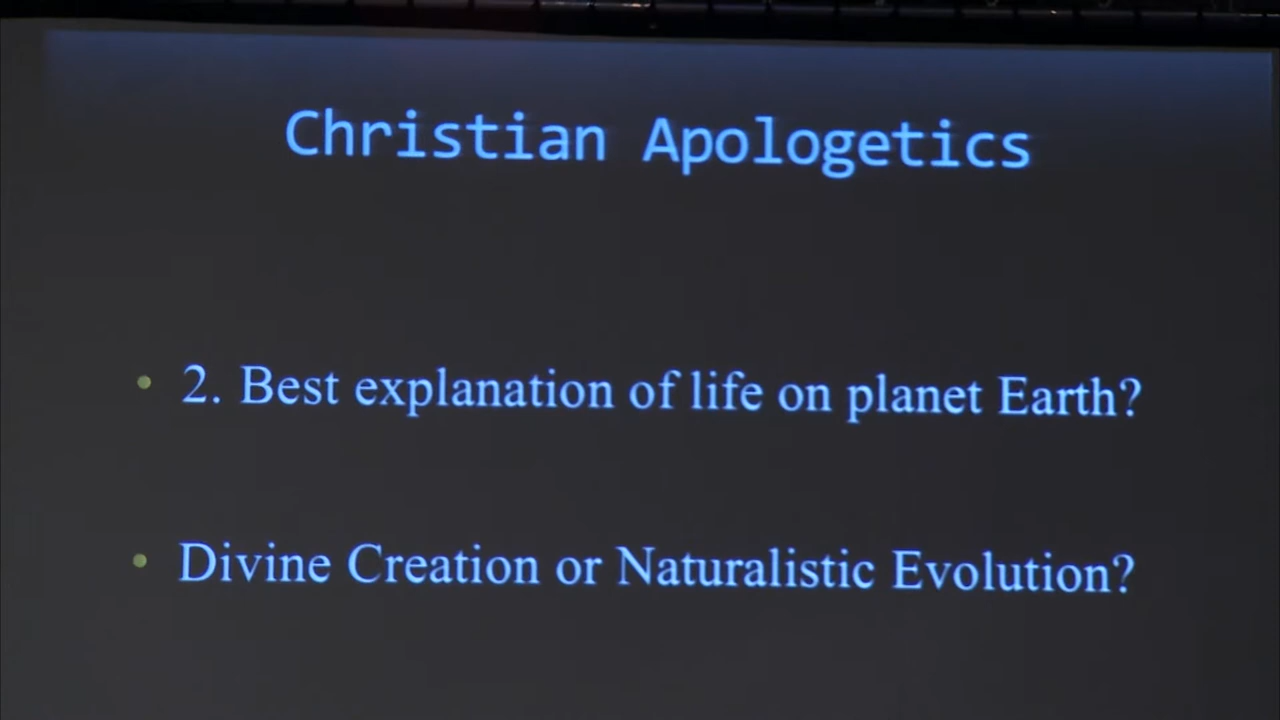 Christian Apologetics
• 2. Best explanation of life on planet Earth?
• Divine Creation or Naturalistic Evolution?